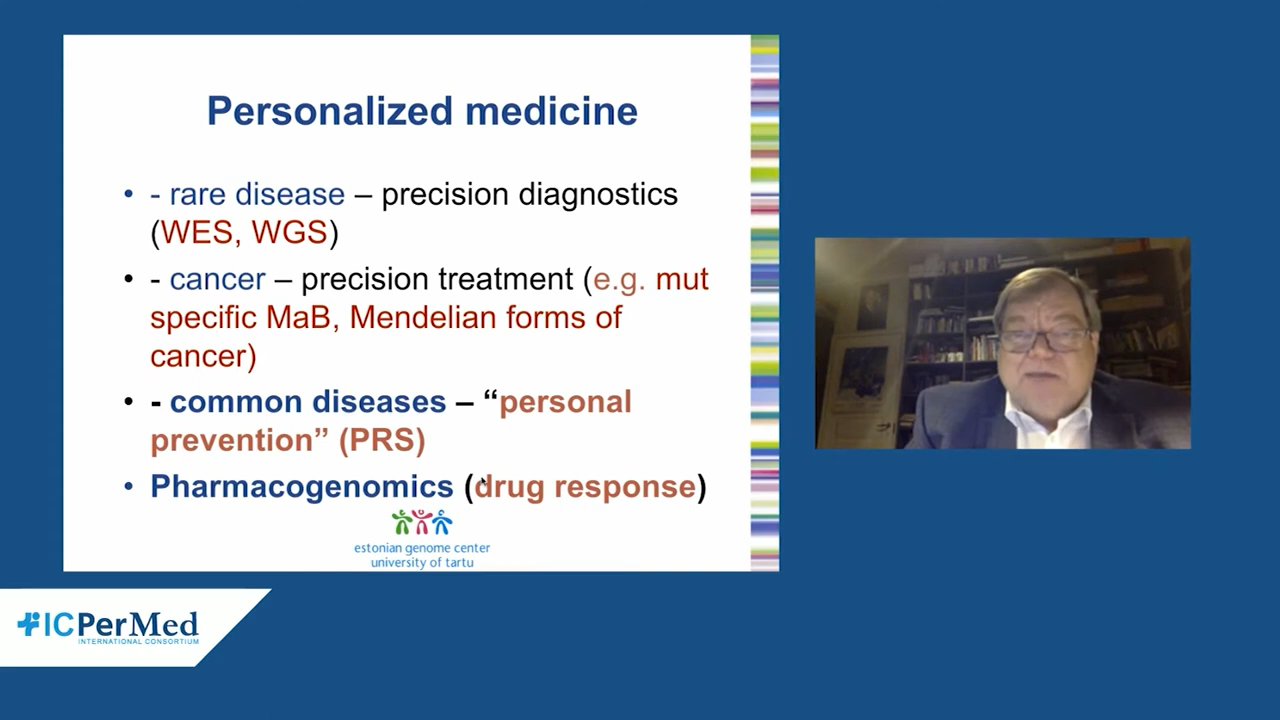 Personalized medicine
• - rare disease – precision diagnostics
(WES, WGS)
• - cancer – precision treatment (e.g. mut
specific MaB, Mendelian forms of
cancer)
• - common diseases – “personal
prevention” (PRS)
• Pharmacogenomics (drug response)
estonian genome center
university of tartu
ICPerMed
INTERNATIONAL CONSORTIUM